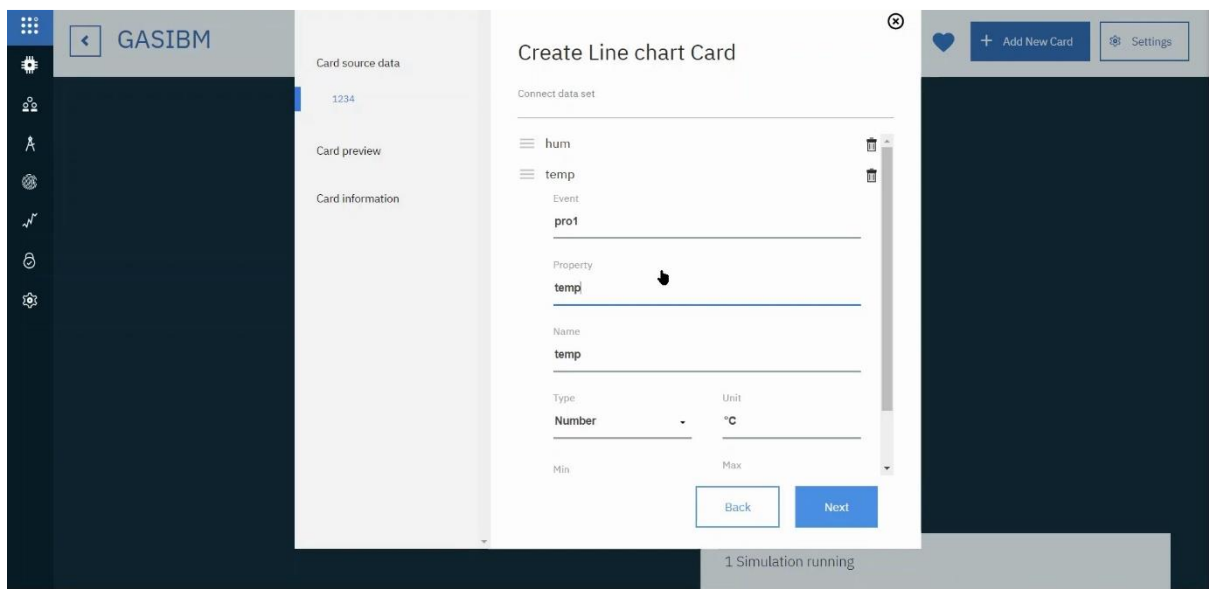 GASIBM
Add New Card
Settings
Card source data
1234
Card preview
Card information
Create Line chart Card
Connect data set
hum
temp
Event
pro1
Property
temp
Name
temp
Type
Unit
Number
°C
Min
Max
Back
Next
1 Simulation running